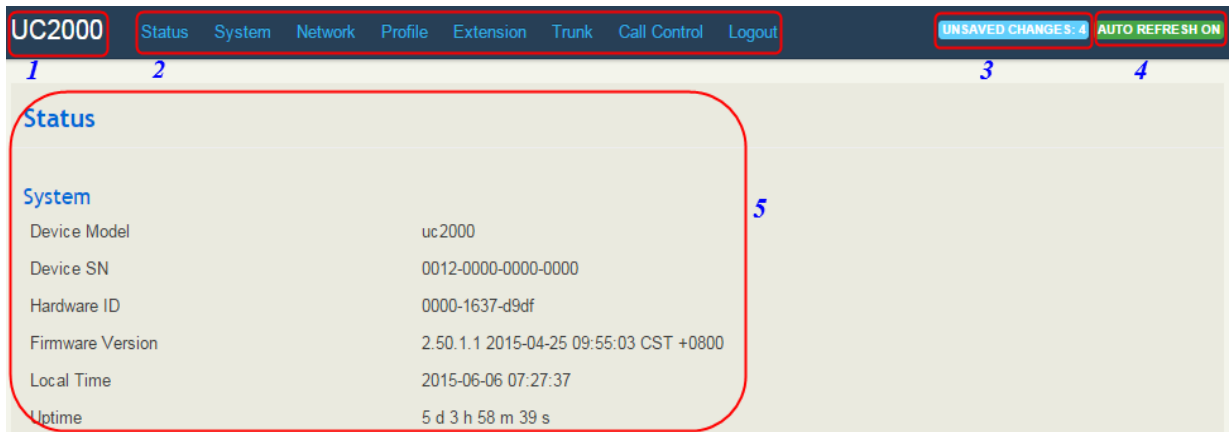 UC2000 Status System Network Profile Extension Trunk Call Control Logout UNSAVED CHANGES: 4 AUTO REFRESH ON
1 2 3 4
Status
System
5
Device Model uc2000
Device SN 0012-0000-0000-0000
Hardware ID 0000-1637-d9df
Firmware Version 2.50.1.1 2015-04-25 09:55:03 CST +0800
Local Time 2015-06-06 07:27:37
Uptime 5 d 3 h 58 m 39 s